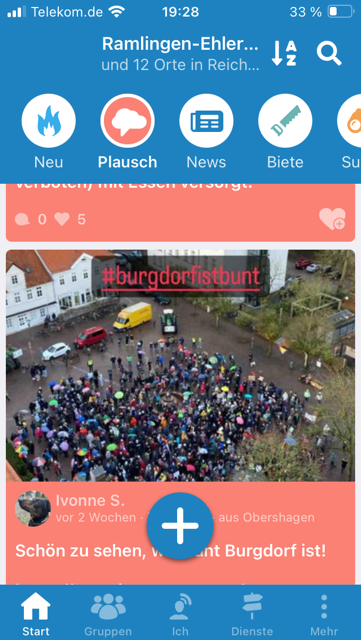 Telekom.de 19:28 33 %
Ramlingen-Ehler...
und 12 Orte in Reich...
A
Z
Neu Plausch News Biete Su
verboten) mit Essen versorgt!
0 5
#burgdorfistbunt
Ivonne S.
vor 2 Wochen · aus Obershagen
Schön zu sehen, Burgdorf ist!
Start Gruppen Ich Dienste Mehr